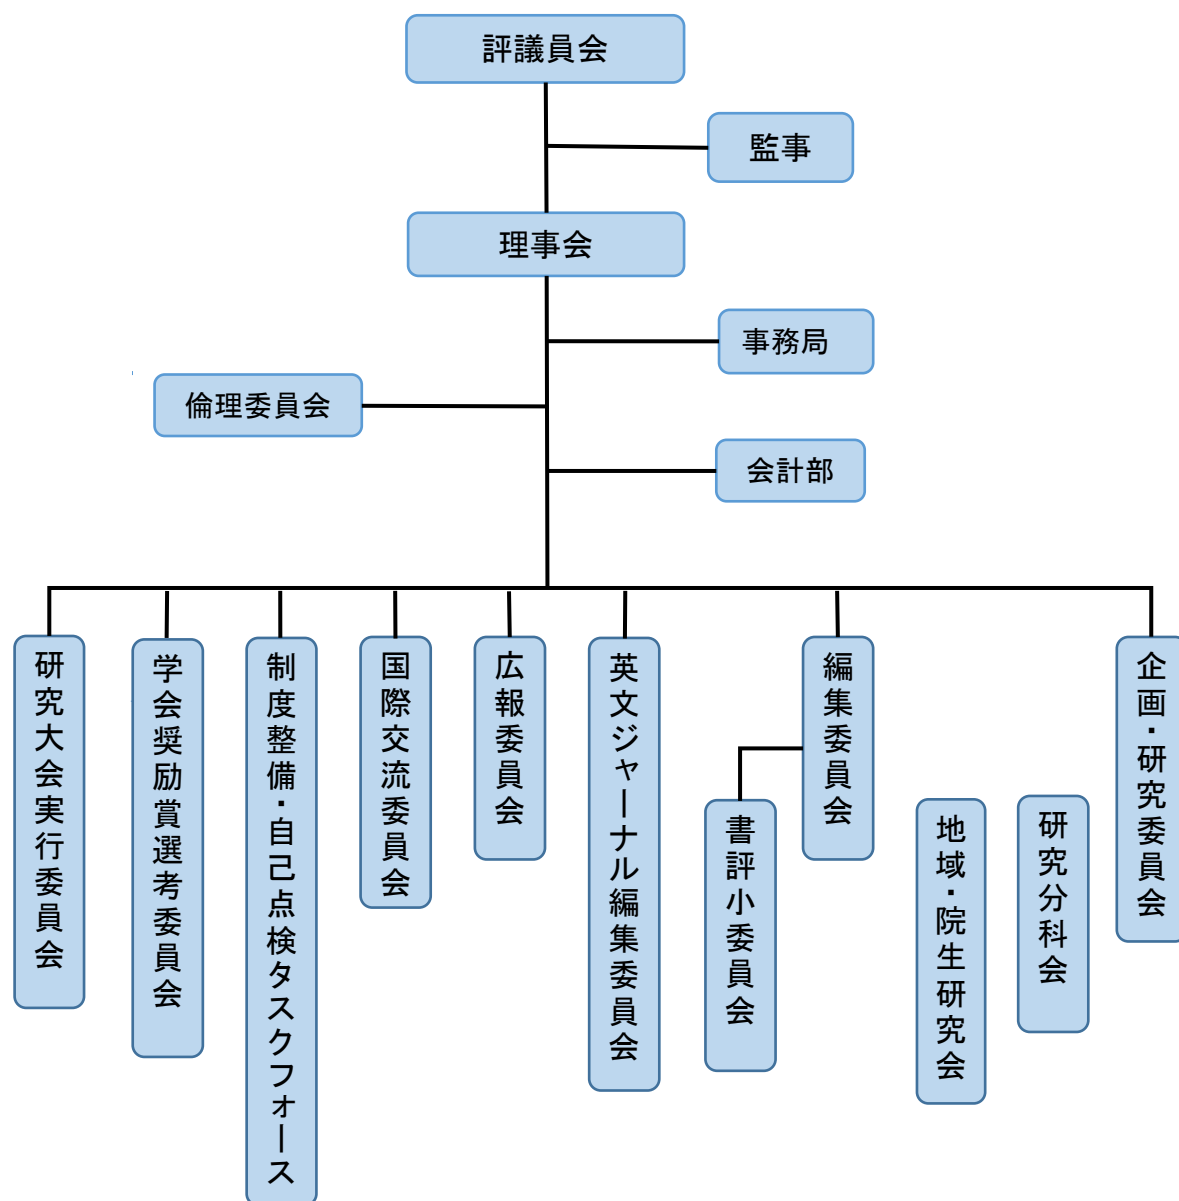 評議員会
監事
理事会
事務局
倫理委員会
会計部
研究大会実行委員会
学会奨励賞選考委員会
制度整備・自己点検タスクフォース
国際交流委員会
広報委員会
英文ジャーナル編集委員会
書評小委員会
編集委員会
地域・院生研究会
研究分科会
企画・研究委員会